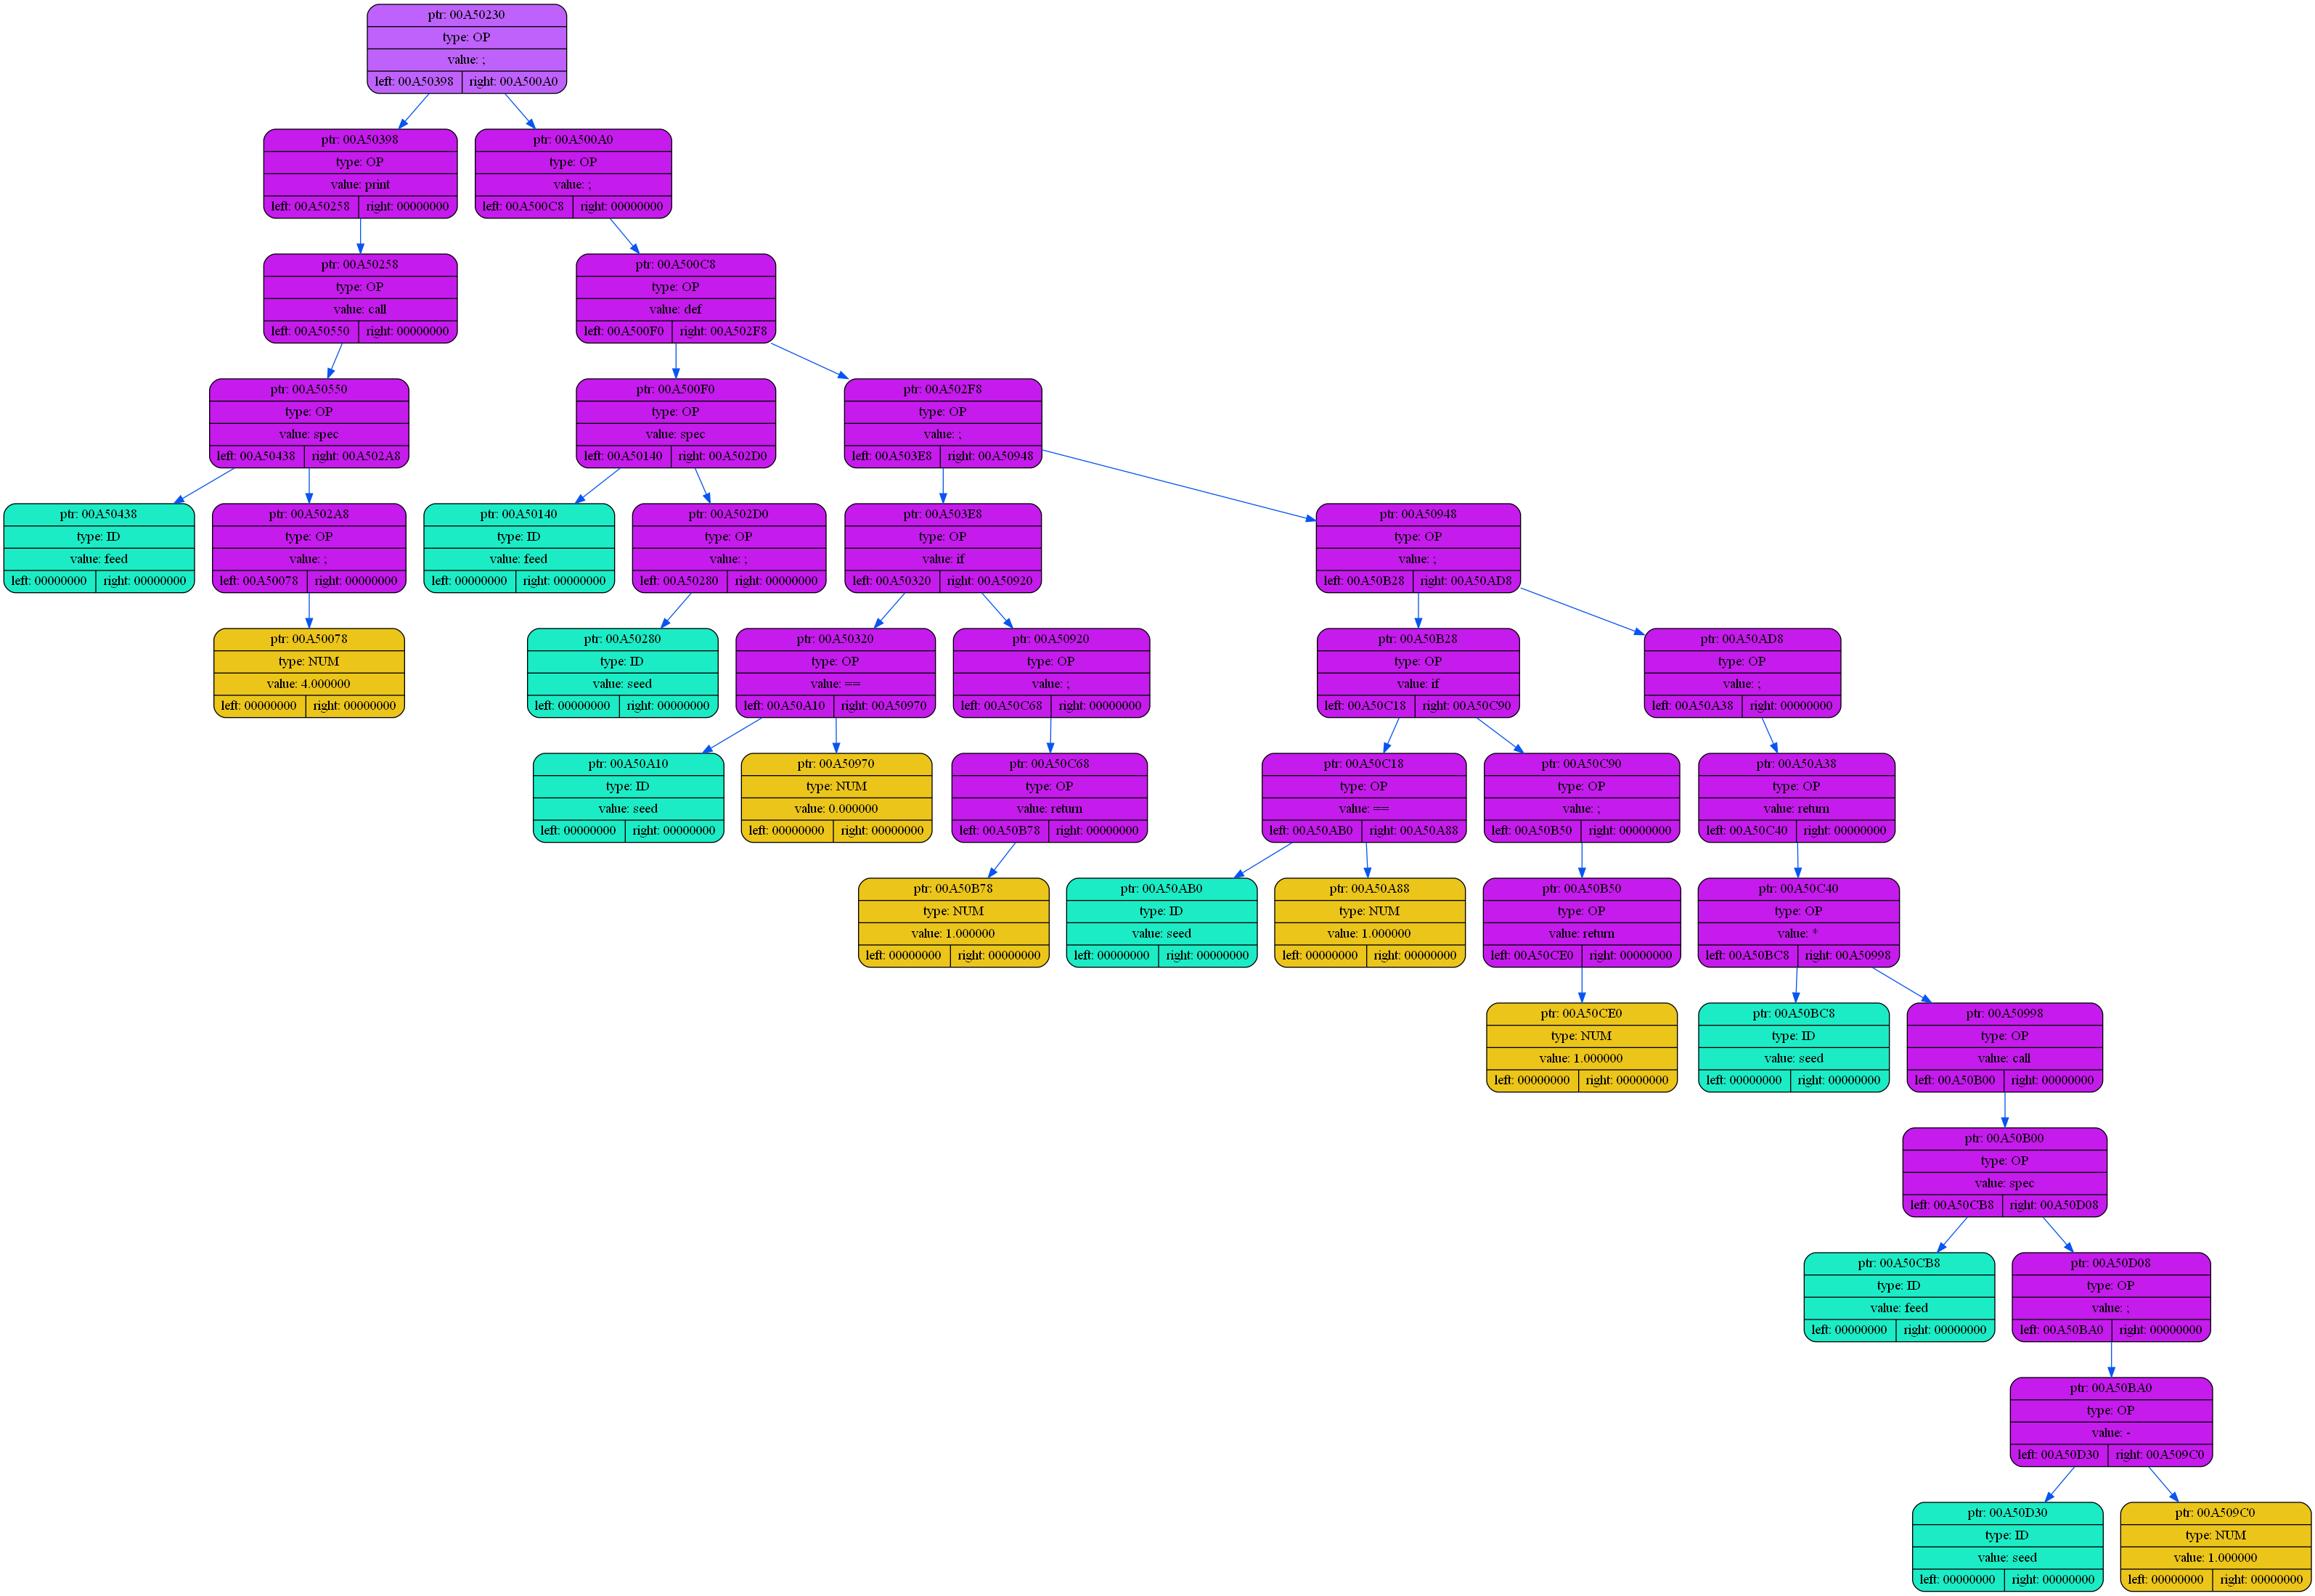 ptr: 00A50230
type: OP
value: ;
left: 00A50398 right: 00A500A0
ptr: 00A50398
type: OP
value: print
left: 00A50258 right: 00000000
ptr: 00A500A0
type: OP
value: ;
left: 00A500C8 right: 00000000
ptr: 00A50258
type: OP
value: call
left: 00A50550 right: 00000000
ptr: 00A500C8
type: OP
value: def
left: 00A500F0 right: 00A502F8
ptr: 00A50550
type: OP
value: spec
left: 00A50438 right: 00A502A8
ptr: 00A500F0
type: OP
value: spec
left: 00A50140 right: 00A502D0
ptr: 00A502F8
type: OP
value: ;
left: 00A503E8 right: 00A50948
ptr: 00A50438
type: ID
value: feed
left: 00000000 right: 00000000
ptr: 00A502A8
type: OP
value: ;
left: 00A50078 right: 00000000
ptr: 00A50140
type: ID
value: feed
left: 00000000 right: 00000000
ptr: 00A502D0
type: OP
value: ;
left: 00A50280 right: 00000000
ptr: 00A503E8
type: OP
value: if
left: 00A50320 right: 00A50920
ptr: 00A50948
type: OP
value: ;
left: 00A50B28 right: 00A50AD8
ptr: 00A50078
type: NUM
value: 4.000000
left: 00000000 right: 00000000
ptr: 00A50280
type: ID
value: seed
left: 00000000 right: 00000000
ptr: 00A50320
type: OP
value: ==
left: 00A50A10 right: 00A50970
ptr: 00A50920
type: OP
value: ;
left: 00A50C68 right: 00000000
ptr: 00A50B28
type: OP
value: if
left: 00A50C18 right: 00A50C90
ptr: 00A50AD8
type: OP
value: ;
left: 00A50A38 right: 00000000
ptr: 00A50A10
type: ID
value: seed
left: 00000000 right: 00000000
ptr: 00A50970
type: NUM
value: 0.000000
left: 00000000 right: 00000000
ptr: 00A50C68
type: OP
value: return
left: 00A50B78 right: 00000000
ptr: 00A50C18
type: OP
value: ==
left: 00A50AB0 right: 00A50A88
ptr: 00A50C90
type: OP
value: ;
left: 00A50B50 right: 00000000
ptr: 00A50A38
type: OP
value: return
left: 00A50C40 right: 00000000
ptr: 00A50B78
type: NUM
value: 1.000000
left: 00000000 right: 00000000
ptr: 00A50AB0
type: ID
value: seed
left: 00000000 right: 00000000
ptr: 00A50A88
type: NUM
value: 1.000000
left: 00000000 right: 00000000
ptr: 00A50B50
type: OP
value: return
left: 00A50CE0 right: 00000000
ptr: 00A50C40
type: OP
value: *
left: 00A50BC8 right: 00A50998
ptr: 00A50CE0
type: NUM
value: 1.000000
left: 00000000 right: 00000000
ptr: 00A50BC8
type: ID
value: seed
left: 00000000 right: 00000000
ptr: 00A50998
type: OP
value: call
left: 00A50B00 right: 00000000
ptr: 00A50B00
type: OP
value: spec
left: 00A50CB8 right: 00A50D08
ptr: 00A50CB8
type: ID
value: feed
left: 00000000 right: 00000000
ptr: 00A50D08
type: OP
value: ;
left: 00A50BA0 right: 00000000
ptr: 00A50BA0
type: OP
value: -
left: 00A50D30 right: 00A509C0
ptr: 00A50D30
type: ID
value: seed
left: 00000000 right: 00000000
ptr: 00A509C0
type: NUM
value: 1.000000
left: 00000000 right: 00000000